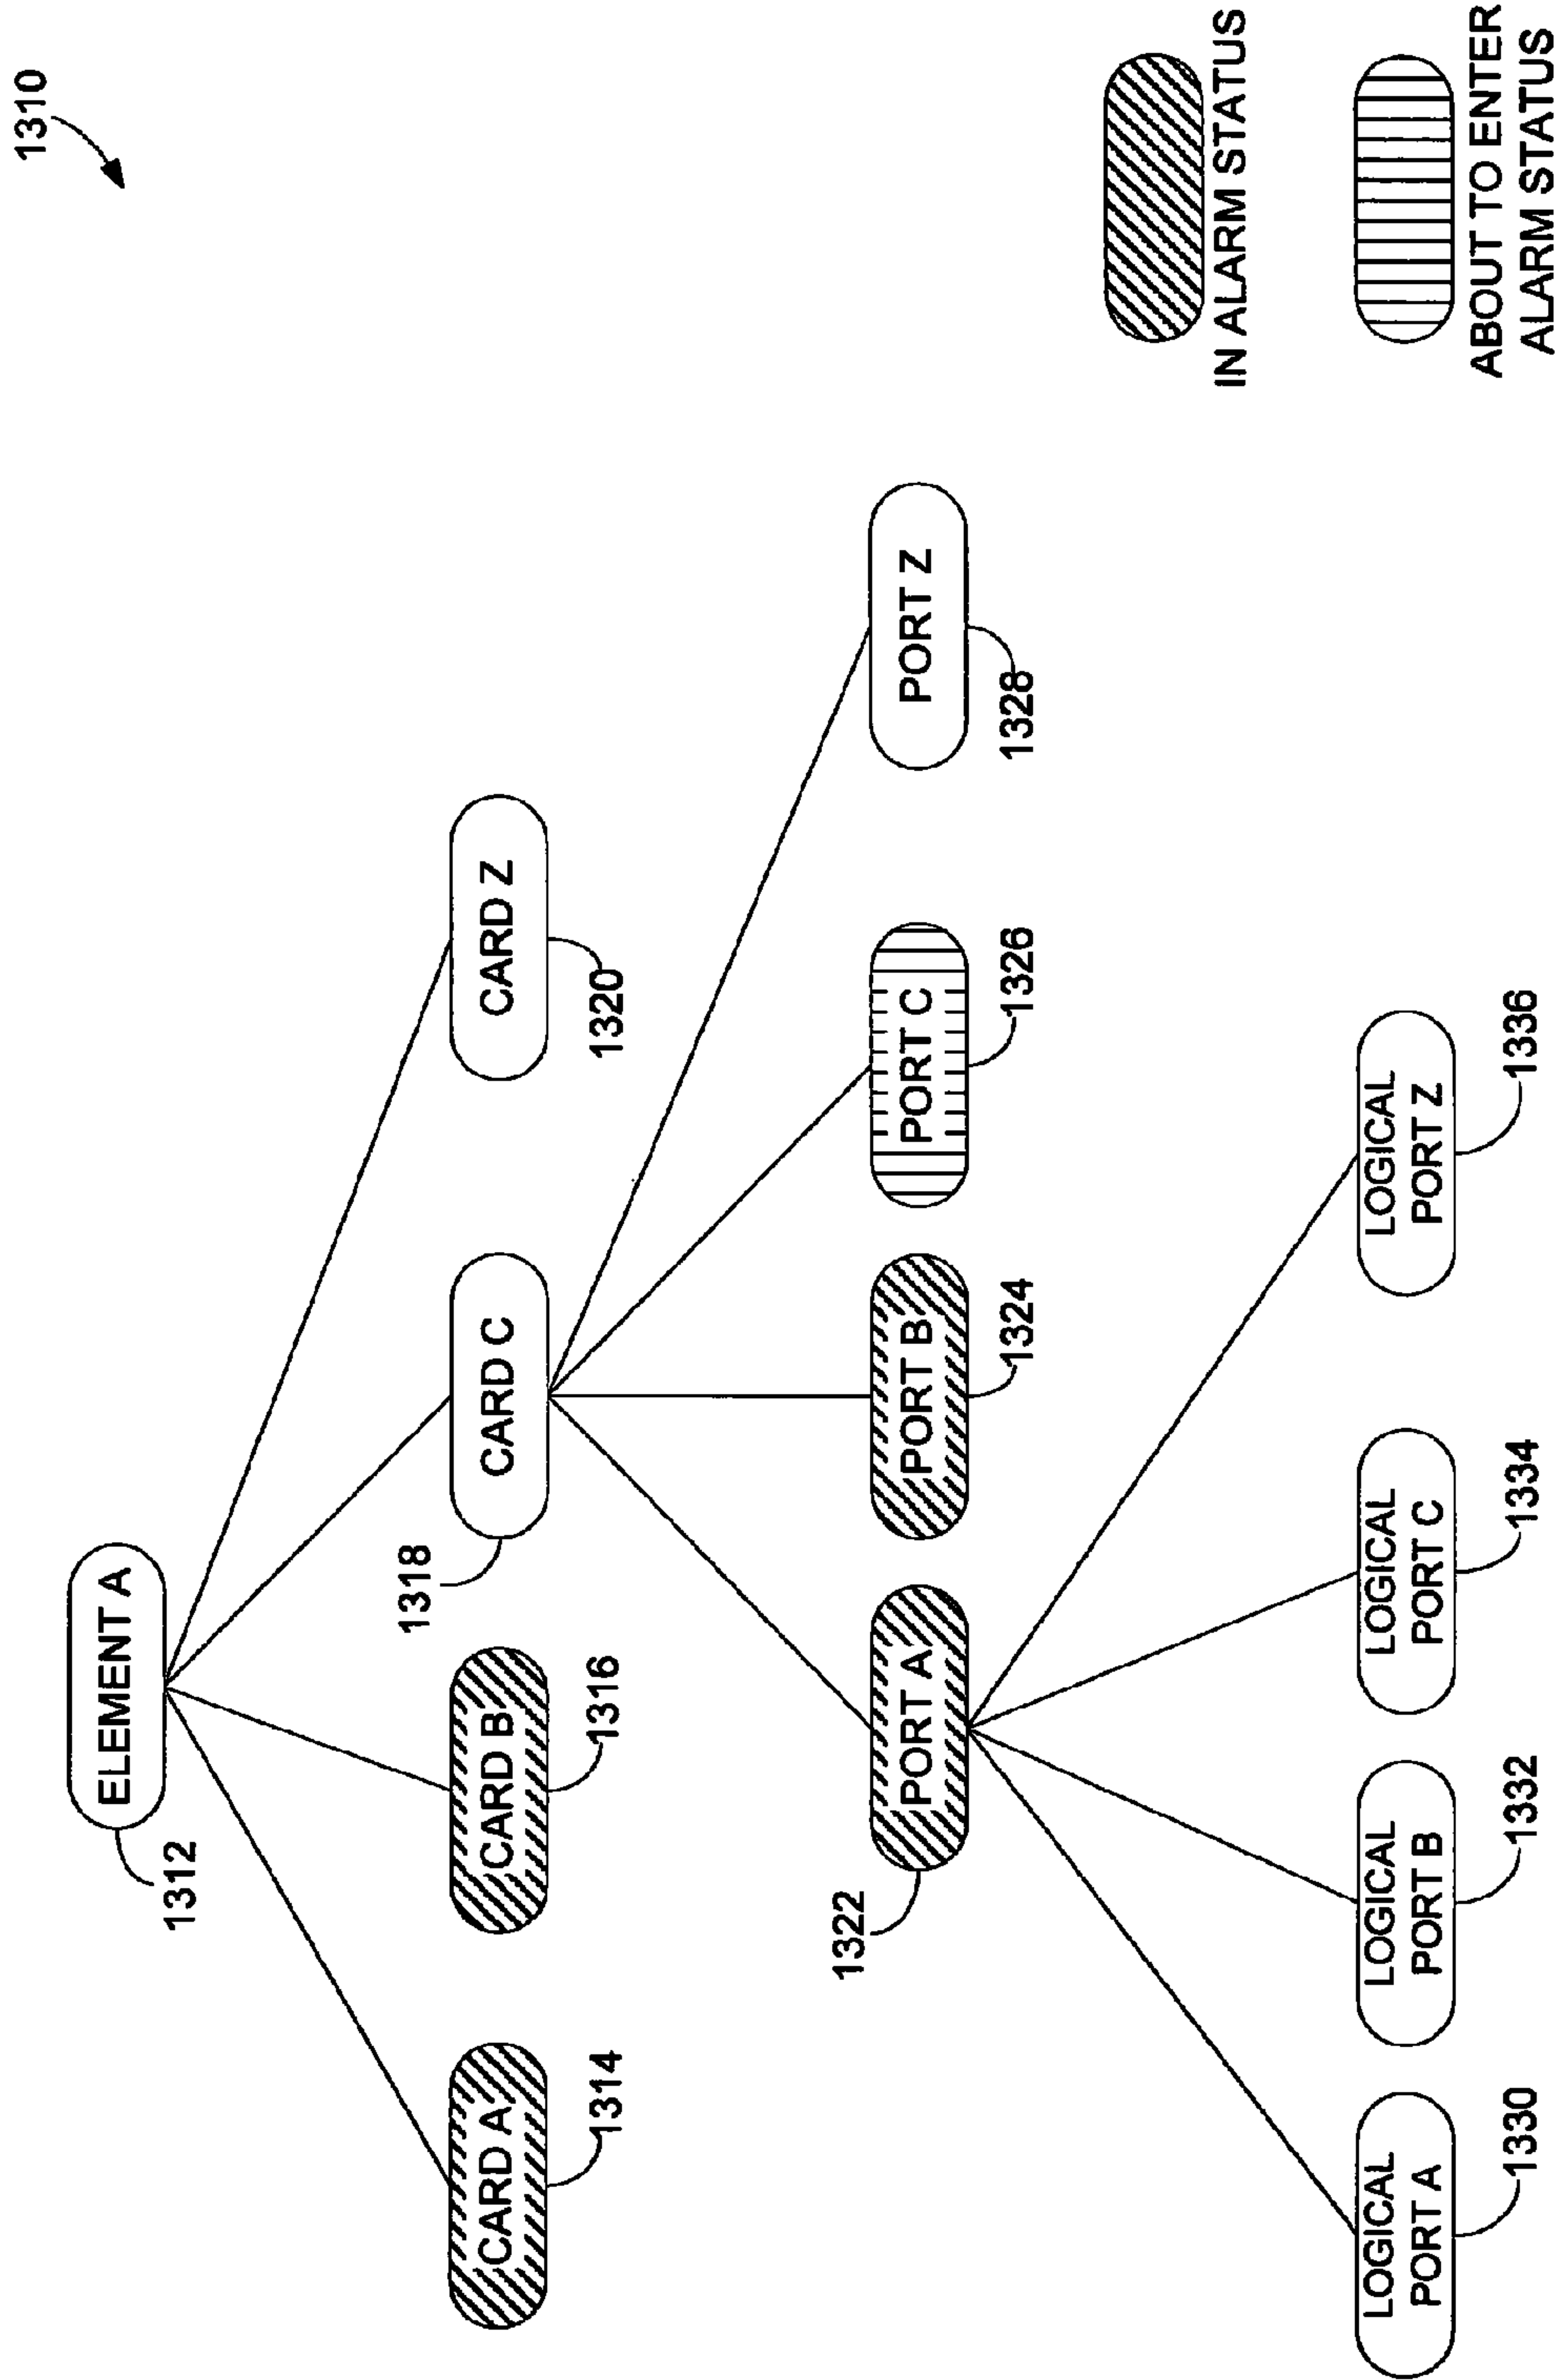 1310
ELEMENT A
1312
CARD A
1314
CARD B
1316
1318
CARD C
CARD Z
1320
1322
PORT A
PORT B
1324
PORT C
1326
PORT Z
1328
LOGICAL
PORT A
1330
LOGICAL
PORT B
1332
LOGICAL
PORT C
1334
LOGICAL
PORT Z
1336
IN ALARM STATUS
ABOUT TO ENTER
ALARM STATUS